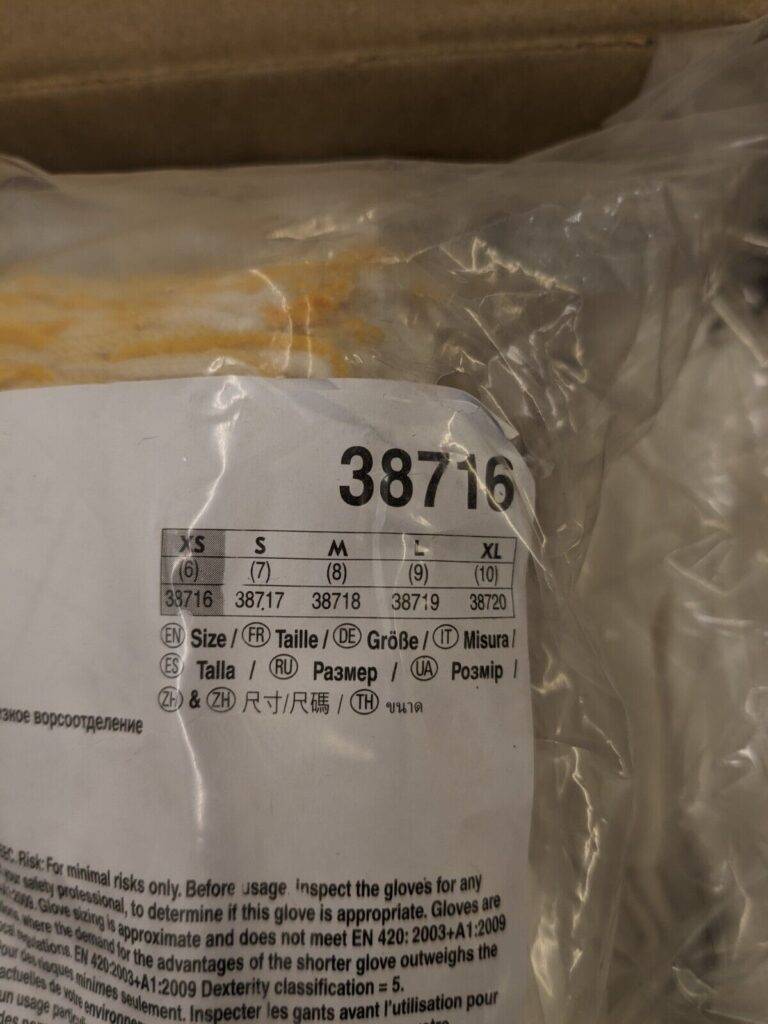 38716
XS S M L XL
(6) (7) (8) (9) (10)
38716 38717 38718 38719 38720
EN Size / FR Taille / DE Größe / IT Misura /
ES Talla / RU Размер / UA Розмір /
ZH & ZH 尺寸/尺碼 / TH ขนาด
ворсоотделение
Risk: For minimal risks only. Before usage, inspect the gloves for any
your safety professional, to determine if this glove is appropriate. Gloves are
Glove sizing is approximate and does not meet EN 420: 2003+A1:2009
where the demand for the advantages of the shorter glove outweighs the
EN 420:2003+A1:2009 Dexterity classification = 5.
risques minimes seulement. Inspecter les gants avant l'utilisation pour
actuelles de votre
un usage